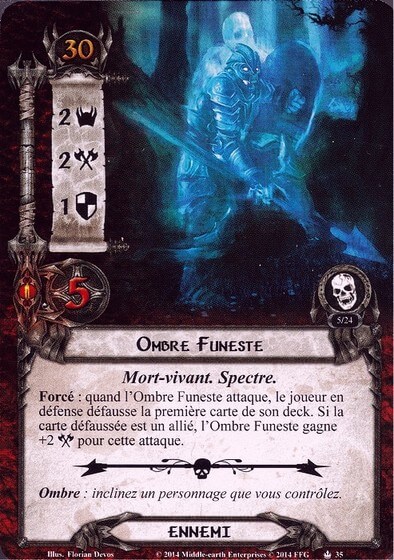 30
2
2
1
5
5/24
Ombre Funeste
Mort-vivant. Spectre.
Forcé : quand l'Ombre Funeste attaque, le joueur en
défense défausse la première carte de son deck. Si la
carte défaussée est un allié, l'Ombre Funeste gagne
+2 pour cette attaque.
Ombre : inclinez un personnage que vous contrôlez.
ENNEMI
Illus. Florian Devos © 2014 Middle-earth Enterprises © 2014 FFG 35